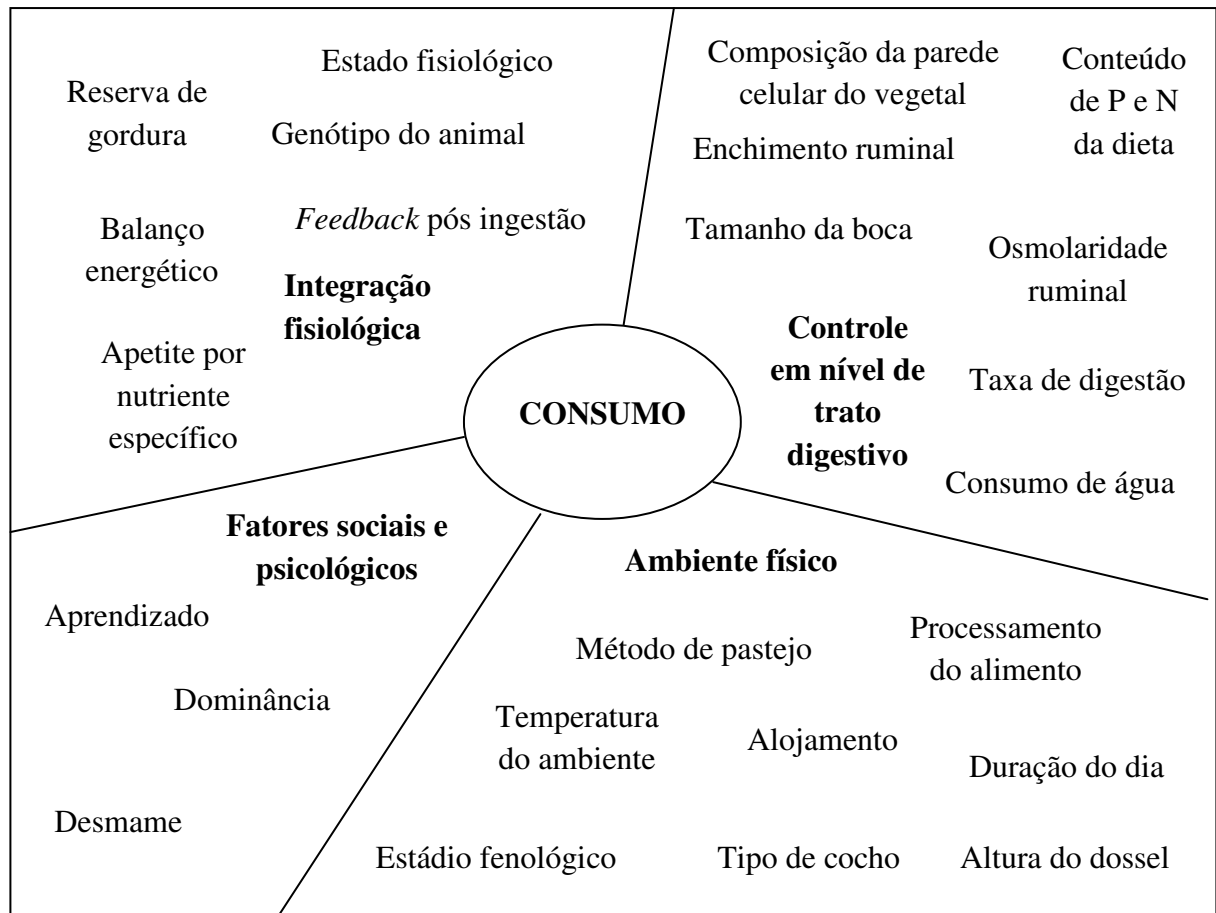 Estado fisiológico
Reserva de
gordura
Genótipo do animal
Feedback pós ingestão
Balanço
energético
Integração
fisiológica
Apetite por
nutriente
específico
Composição da parede
celular do vegetal
Conteúdo
de P e N
da dieta
Enchimento ruminal
Tamanho da boca
Osmolaridade
ruminal
Controle
em nível de
trato
digestivo
Taxa de digestão
Consumo de água
CONSUMO
Fatores sociais e
psicológicos
Aprendizado
Dominância
Desmame
Ambiente físico
Método de pastejo
Processamento
do alimento
Temperatura
do ambiente
Alojamento
Duração do dia
Estádio fenológico
Tipo de cocho
Altura do dossel